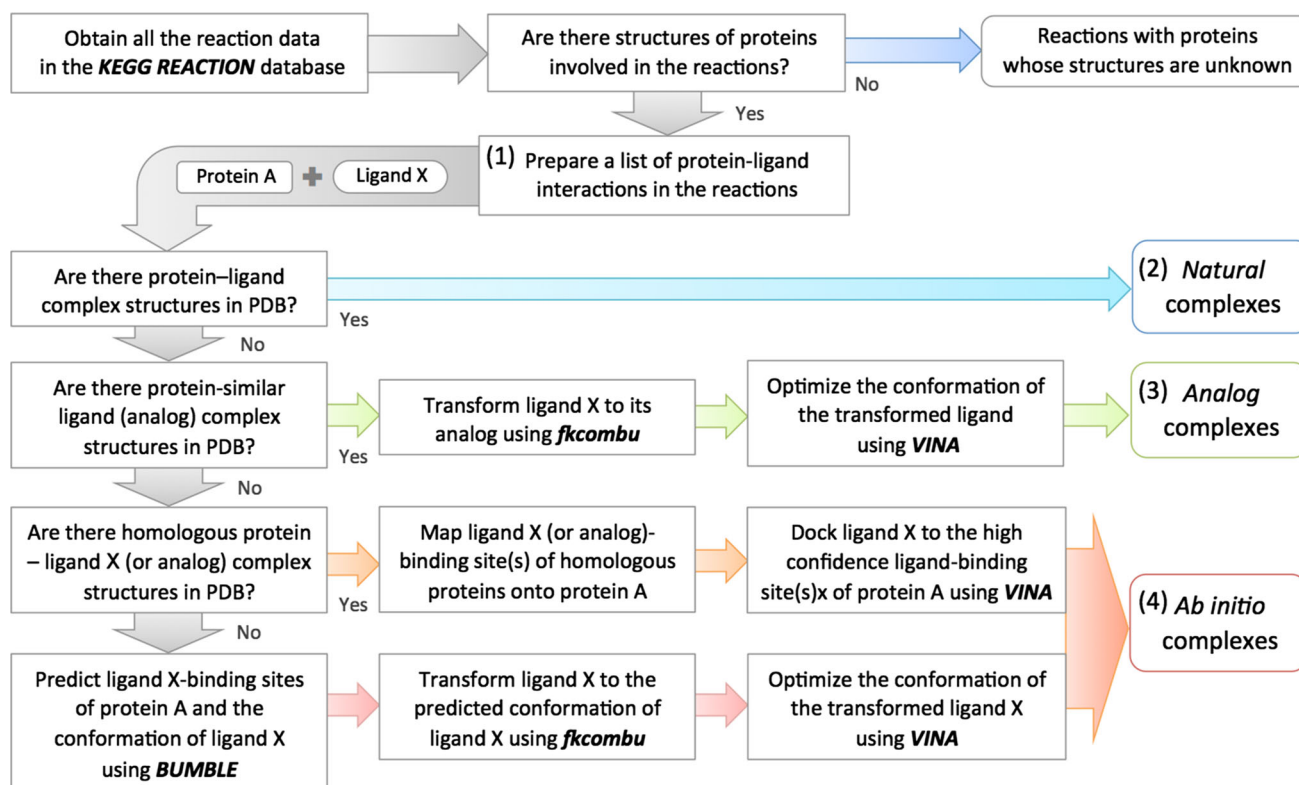 Obtain all the reaction data
in the KEGG REACTION database
Are there structures of proteins
involved in the reactions?
No
Reactions with proteins
whose structures are unknown
Yes
(1) Prepare a list of protein-ligand
interactions in the reactions
Protein A + Ligand X
Are there protein–ligand
complex structures in PDB?
Yes
(2) Natural
complexes
No
Are there protein-similar
ligand (analog) complex
structures in PDB?
Yes
Transform ligand X to its
analog using fkcombu
Optimize the conformation of
the transformed ligand
using VINA
(3) Analog
complexes
No
Are there homologous protein
– ligand X (or analog) complex
structures in PDB?
Yes
Map ligand X (or analog)-
binding site(s) of homologous
proteins onto protein A
Dock ligand X to the high
confidence ligand-binding
site(s)x of protein A using VINA
(4) Ab initio
complexes
No
Predict ligand X-binding sites
of protein A and the
conformation of ligand X
using BUMBLE
Transform ligand X to the
predicted conformation of
ligand X using fkcombu
Optimize the conformation of
the transformed ligand X
using VINA